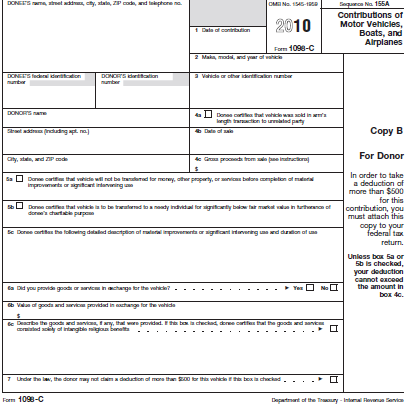 DONEE'S name, street address, city, state, ZIP code, and telephone no.
OMB No. 1545-1959
Sequence No. 155A
1 Date of contribution
2010
Form 1098-C
Contributions of
Motor Vehicles,
Boats, and
Airplanes
2 Make, model, and year of vehicle
DONEE'S federal identification
number
DONOR'S identification
number
3 Vehicle or other identification number
DONOR'S name
4a Donee certifies that vehicle was sold in arm's
length transaction to unrelated party
Street address (including apt. no.)
4b Date of sale
City, state, and ZIP code
4c Gross proceeds from sale (see instructions)
$
Copy B
For Donor
In order to take
a deduction of
more than $500
for this
contribution, you
must attach this
copy to your
federal tax
return.
Unless box 5a or
5b is checked,
your deduction
cannot exceed
the amount in
box 4c.
5a Donee certifies that vehicle will not be transferred for money, other property, or services before completion of material
improvements or significant intervening use
5b Donee certifies that vehicle is to be transferred to a needy individual for significantly below fair market value in furtherance of
donee's charitable purpose
5c Donee certifies the following detailed description of material improvements or significant intervening use and duration of use
6a Did you provide goods or services in exchange for the vehicle? . . . . . . . . . . . . ► Yes No
6b Value of goods and services provided in exchange for the vehicle
$
6c Describe the goods and services, if any, that were provided. If this box is checked, donee certifies that the goods and services
consisted solely of intangible religious benefits . . . . . . . . . . . . . . . . . . ►
7 Under the law, the donor may not claim a deduction of more than $500 for this vehicle if this box is checked . . . . ►
Form 1098-C
Department of the Treasury - Internal Revenue Service